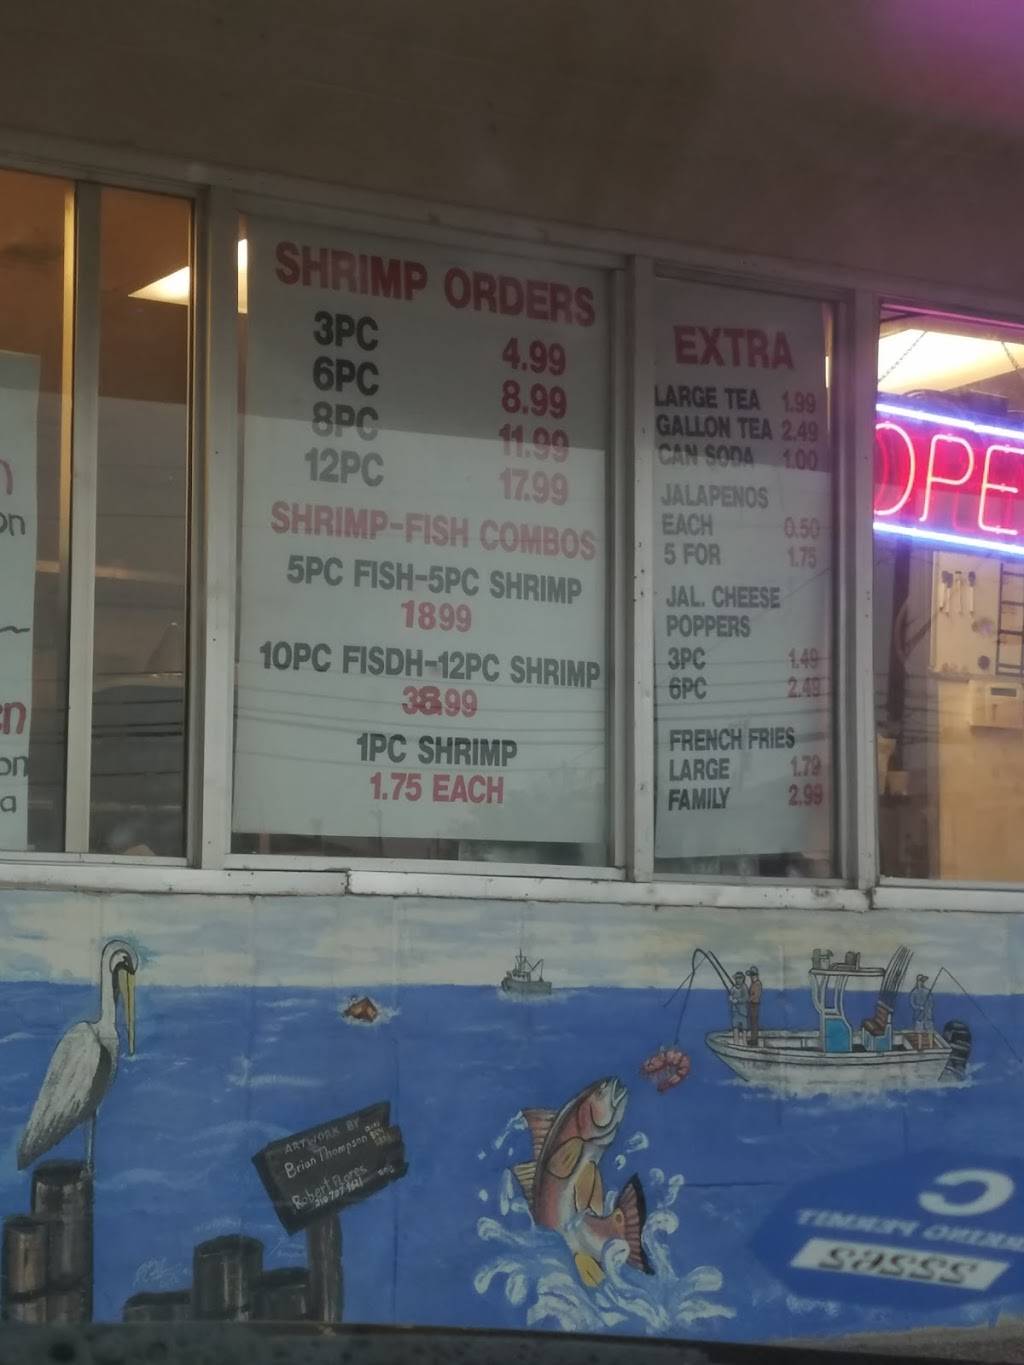 SHRIMP ORDERS
3PC 4.99
6PC 8.99
8PC 11.99
12PC 17.99
SHRIMP-FISH COMBOS
5PC FISH-5PC SHRIMP
1899
10PC FISDH-12PC SHRIMP
38.99
1PC SHRIMP
1.75 EACH
EXTRA
LARGE TEA 1.99
GALLON TEA 2.49
CAN SODA 1.00
JALAPENOS
EACH 0.50
5 FOR 1.75
JAL. CHEESE
POPPERS
3PC 1.49
6PC 2.49
FRENCH FRIES
LARGE 1.79
FAMILY 2.99
OPE
ARTWORK BY
Brian Thompson
Robert Flores
C
PERMIT
52565